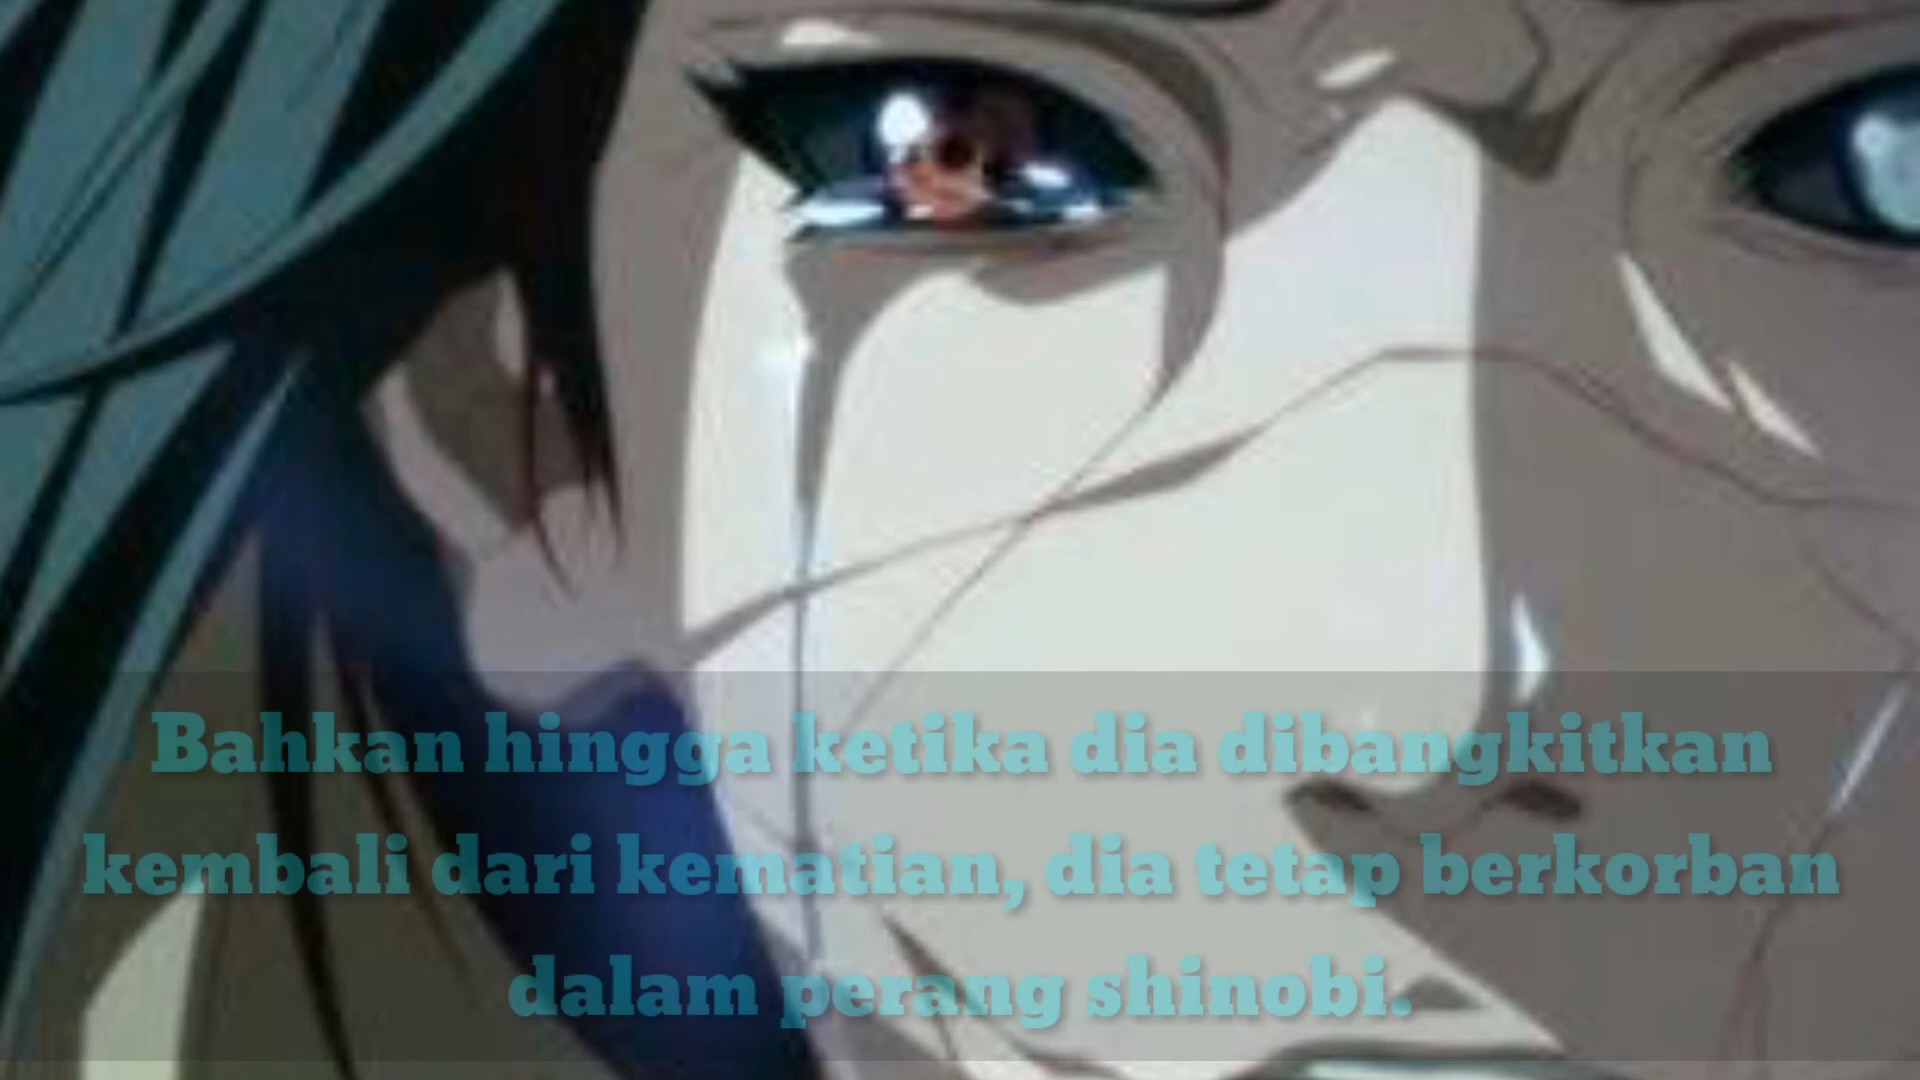 Bahkan hingga ketika dia dibangkitkan
kembali dari kematian, dia tetap berkorban
dalam perang shinobi.